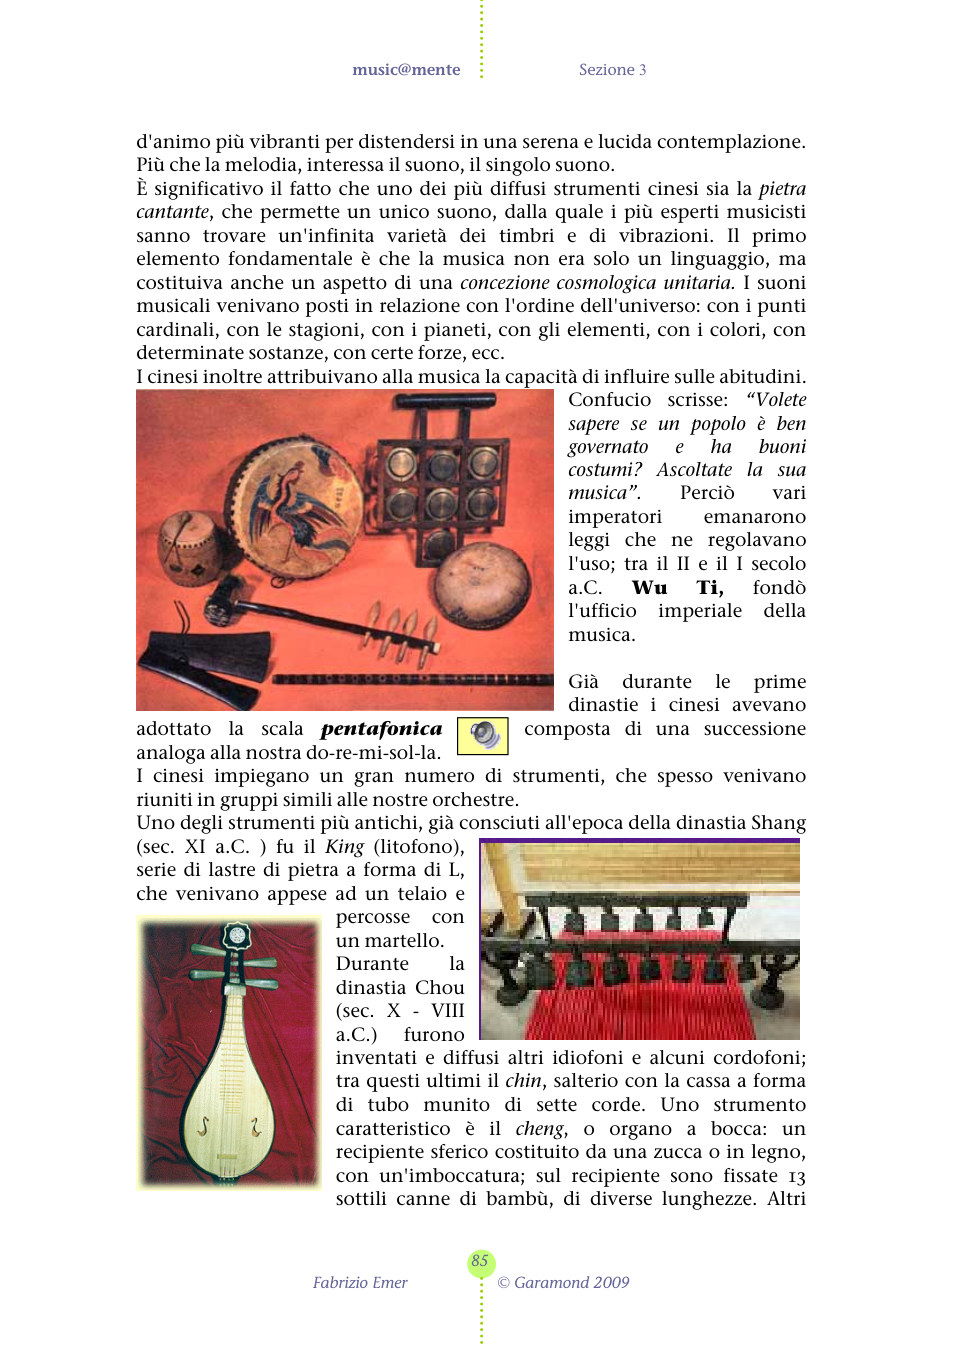 music@mente Sezione 3
d'animo più vibranti per distendersi in una serena e lucida contemplazione.
Più che la melodia, interessa il suono, il singolo suono.
È significativo il fatto che uno dei più diffusi strumenti cinesi sia la pietra
cantante, che permette un unico suono, dalla quale i più esperti musicisti
sanno trovare un'infinita varietà dei timbri e di vibrazioni. Il primo
elemento fondamentale è che la musica non era solo un linguaggio, ma
costituiva anche un aspetto di una concezione cosmologica unitaria. I suoni
musicali venivano posti in relazione con l'ordine dell'universo: con i punti
cardinali, con le stagioni, con i pianeti, con gli elementi, con i colori, con
determinate sostanze, con certe forze, ecc.
I cinesi inoltre attribuivano alla musica la capacità di influire sulle abitudini.
Confucio scrisse: “Volete
sapere se un popolo è ben
governato e ha buoni
costumi? Ascoltate la sua
musica”. Perciò vari
imperatori emanarono
leggi che ne regolavano
l'uso; tra il II e il I secolo
a.C. Wu Ti, fondò
l'ufficio imperiale della
musica.
Già durante le prime
dinastie i cinesi avevano
adottato la scala pentafonica composta di una successione
analoga alla nostra do-re-mi-sol-la.
I cinesi impiegano un gran numero di strumenti, che spesso venivano
riuniti in gruppi simili alle nostre orchestre.
Uno degli strumenti più antichi, già consciuti all'epoca della dinastia Shang
(sec. XI a.C. ) fu il King (litofono),
serie di lastre di pietra a forma di L,
che venivano appese ad un telaio e
percosse con
un martello.
Durante la
dinastia Chou
(sec. X - VIII
a.C.) furono
inventati e diffusi altri idiofoni e alcuni cordofoni;
tra questi ultimi il chin, salterio con la cassa a forma
di tubo munito di sette corde. Uno strumento
caratteristico è il cheng, o organo a bocca: un
recipiente sferico costituito da una zucca o in legno,
con un'imboccatura; sul recipiente sono fissate 13
sottili canne di bambù, di diverse lunghezze. Altri
85
Fabrizio Emer © Garamond 2009